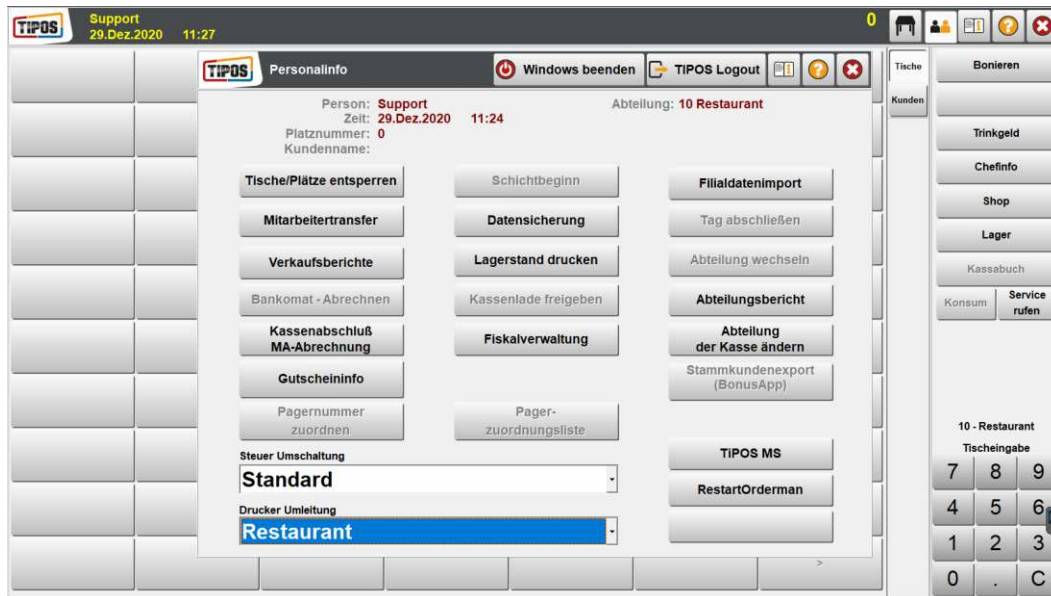 TiPOS
Support
29.Dez.2020 11:27
0
TiPOS
Personalinfo
Windows beenden
TIPOS Logout
Person: Support
Abteilung: 10 Restaurant
Zeit: 29.Dez.2020 11:24
Platznummer: 0
Kundenname:
Tische/Plätze entsperren
Schichtbeginn
Filialdatenimport
Mitarbeitertransfer
Datensicherung
Tag abschließen
Verkaufsberichte
Lagerstand drucken
Abteilung wechseln
Bankomat - Abrechnen
Kassenlade freigeben
Abteilungsbericht
Kassenabschluß
MA-Abrechnung
Fiskalverwaltung
Abteilung
der Kasse ändern
Gutscheininfo
Stammkundenexport
(BonusApp)
Pagernummer
zuordnen
Pager-
zuordnungsliste
Steuer Umschaltung
Standard
TiPOS MS
RestartOrderman
Drucker Umleitung
Restaurant
>
Tische
Kunden
Bonieren
Trinkgeld
Chefinfo
Shop
Lager
Kassabuch
Konsum
Service
rufen
10 - Restaurant
Tischeingabe
7 8 9
4 5 6
1 2 3
0 . C